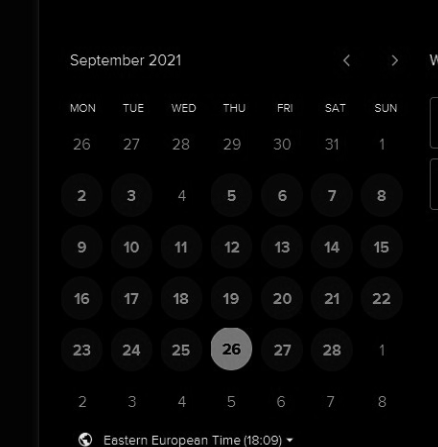 September 2021
W
MON TUE WED THU FRI SAT SUN
26 27 28 29 30 31 1
2 3 4 5 6 7 8
9 10 11 12 13 14 15
16 17 18 19 20 21 22
23 24 25 26 27 28 1
2 3 4 5 6 7 8
Eastern European Time (18:09)